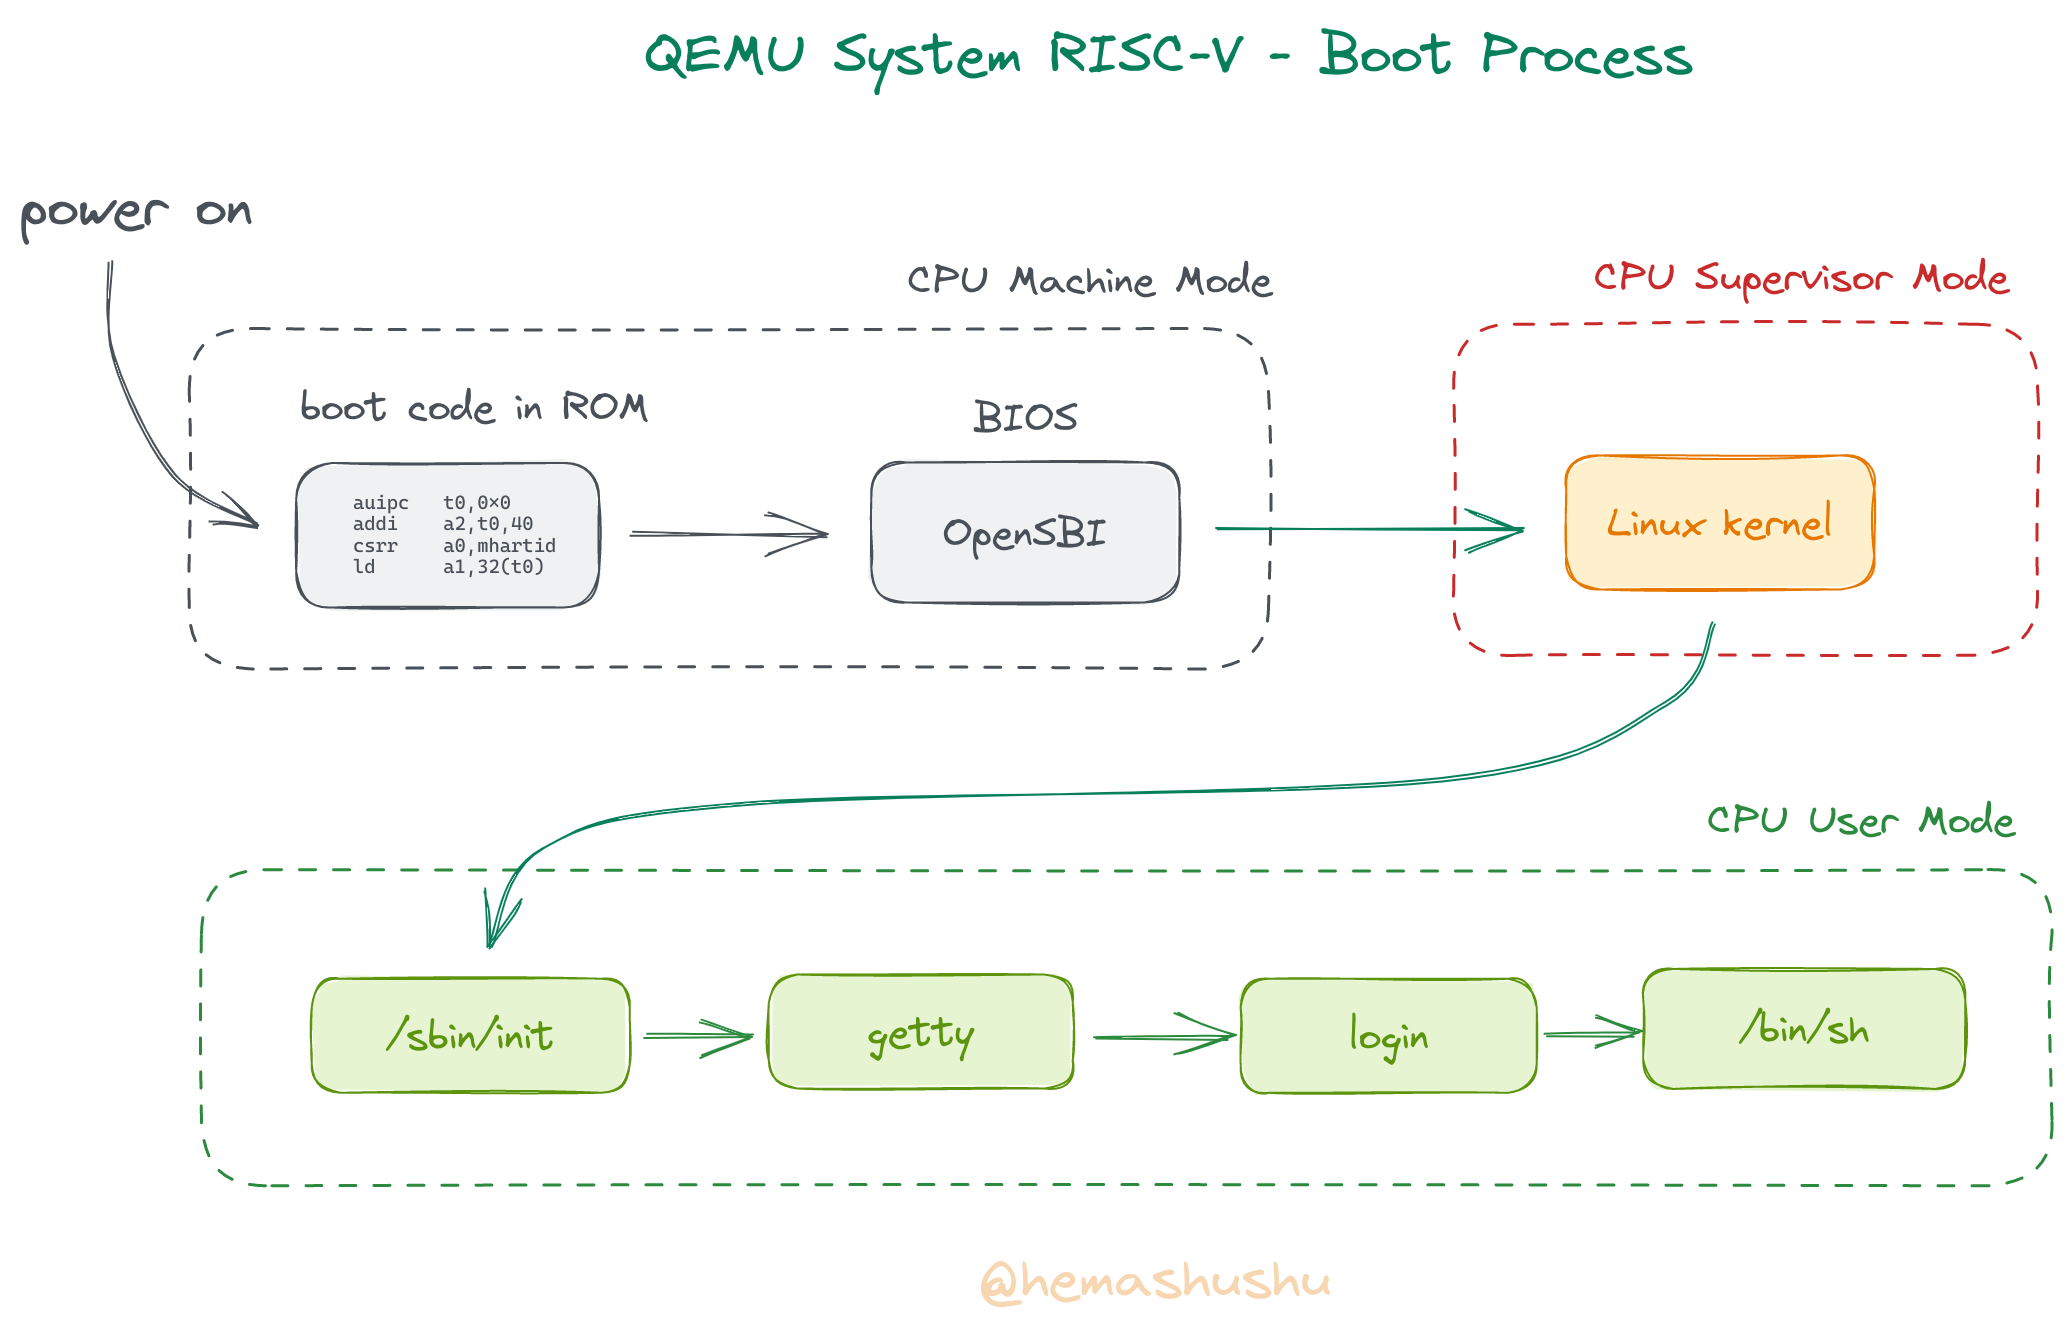 QEMU System RISC-V - Boot Process
power on
CPU Machine Mode
CPU Supervisor Mode
boot code in ROM
BIOS
auipc t0,0×0
addi a2,t0,40
csrr a0,mhartid
ld a1,32(t0)
OpenSBI
Linux kernel
CPU User Mode
/sbin/init
getty
login
/bin/sh
@hemashushu